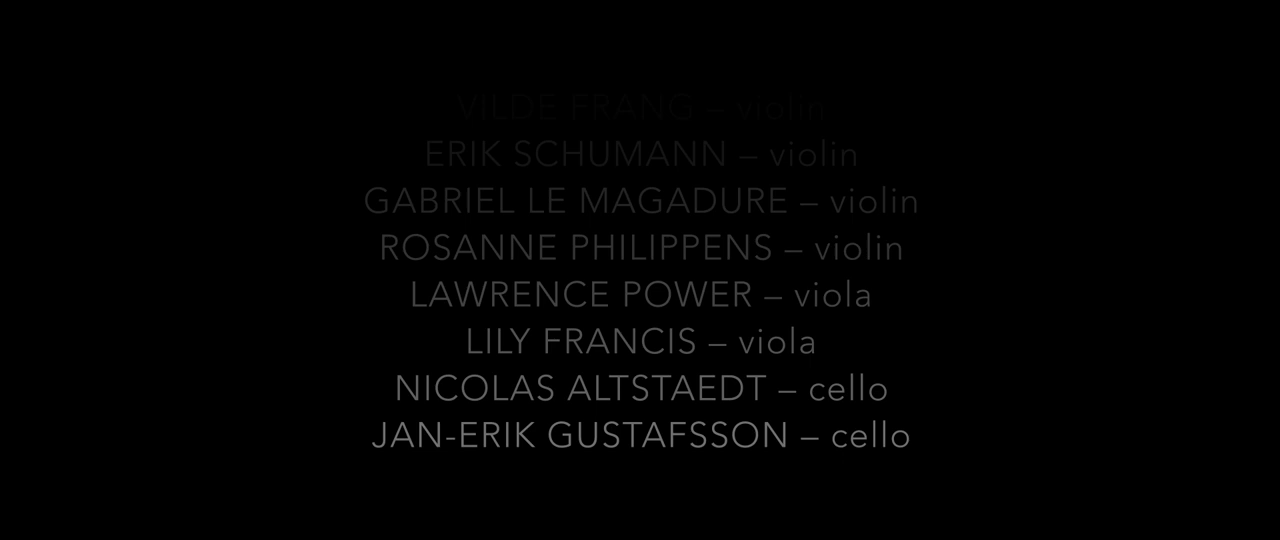 VILDE FRANG – violin
ERIK SCHUMANN – violin
GABRIEL LE MAGADURE – violin
ROSANNE PHILIPPENS – violin
LAWRENCE POWER – viola
LILY FRANCIS – viola
NICOLAS ALTSTAEDT – cello
JAN-ERIK GUSTAFSSON – cello